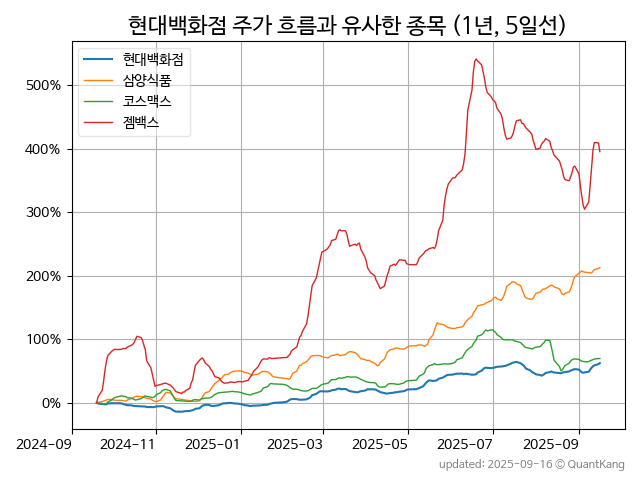 현대백화점 주가 흐름과 유사한 종목 (1년, 5일선)
현대백화점
삼양식품
코스맥스
젬백스
500%
400%
300%
200%
100%
0%
2024-09 2024-11 2025-01 2025-03 2025-05 2025-07 2025-09
updated: 2025-09-16 © QuantKang